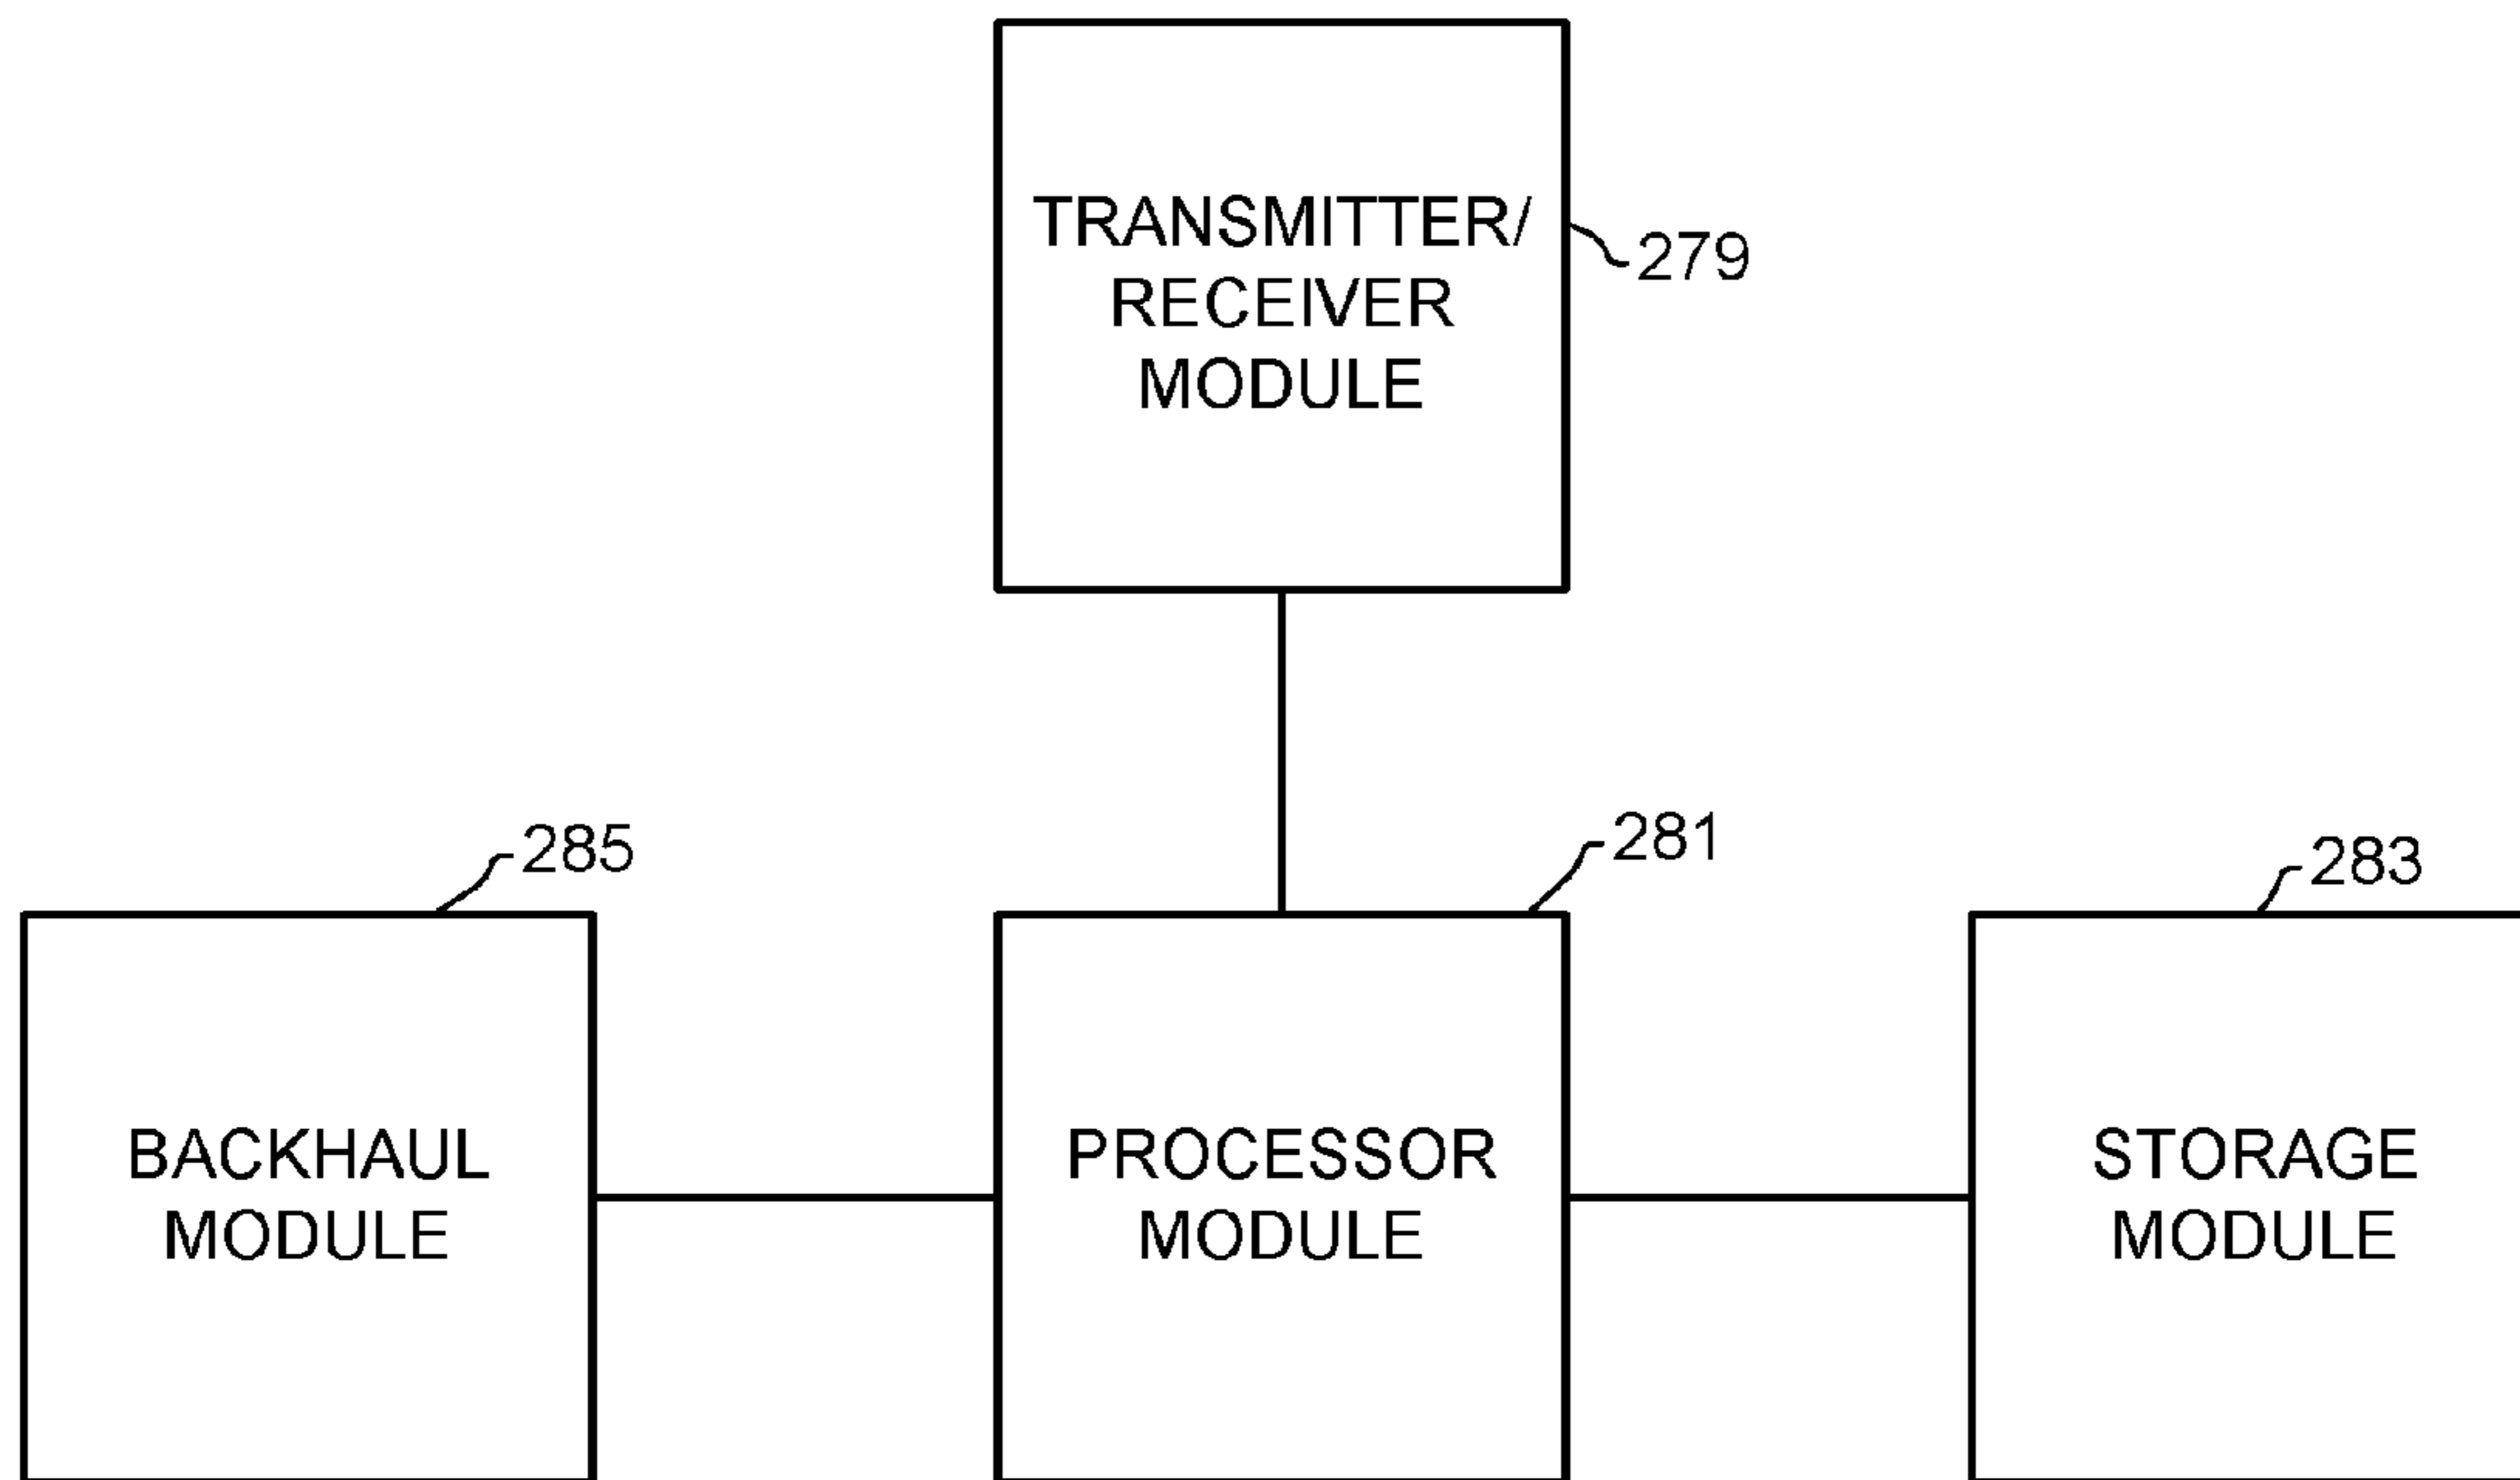 TRANSMITTER/
RECEIVER
MODULE
279
285
281
283
BACKHAUL
MODULE
PROCESSOR
MODULE
STORAGE
MODULE